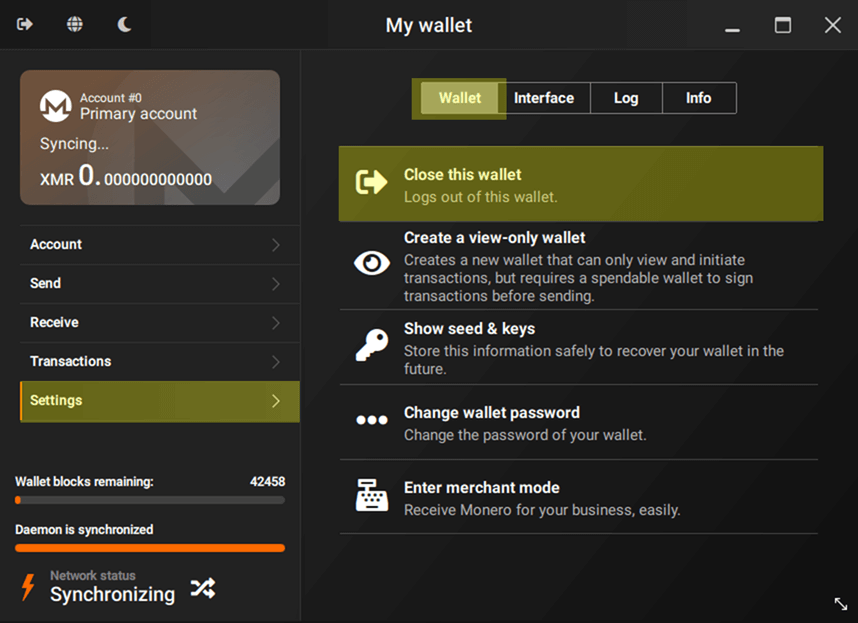 My wallet
Account #0
Primary account
Syncing...
XMR 0.000000000000
Account
Send
Receive
Transactions
Settings
Wallet blocks remaining: 42458
Daemon is synchronized
Network status
Synchronizing
Wallet Interface Log Info
Close this wallet
Logs out of this wallet.
Create a view-only wallet
Creates a new wallet that can only view and initiate
transactions, but requires a spendable wallet to sign
transactions before sending.
Show seed & keys
Store this information safely to recover your wallet in the
future.
Change wallet password
Change the password of your wallet.
Enter merchant mode
Receive Monero for your business, easily.